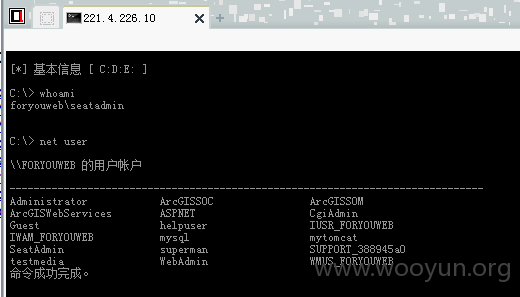 221.4.226.10
[*] 基本信息 [ C:D:E: ]
C:\> whoami
foryouweb\seatadmin
C:\> net user
\\FORYOUWEB 的用户帐户
-------------------------------------------------------------------------------
Administrator ArcGISSOC ArcGISSOM
ArcGISWebServices ASPNET CgiAdmin
Guest helpuser IUSR_FORYOUWEB
IWAM_FORYOUWEB mysql mytomcat
SeatAdmin superman SUPPORT_388945a0
testmedia WebAdmin WMUS_FORYOUWEB
命令成功完成。
www.wooyun.org